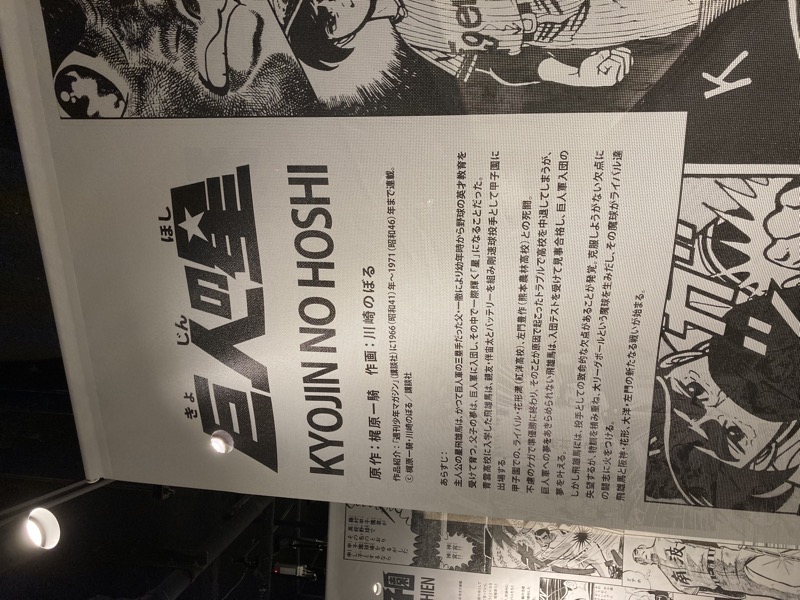 きょ じん ほし
巨人の星
KYOJIN NO HOSHI
原作：梶原一騎　作画：川崎のぼる
作品紹介：「週刊少年マガジン」（講談社）に1966（昭和41）年～1971（昭和46）年まで連載。
© 梶原一騎・川崎のぼる／講談社
あらすじ：
主人公の星飛雄馬は、かつて巨人軍の三塁手だった父・一徹により幼年時から野球の英才教育を
受けて育つ。父子の夢は、巨人軍に入団し、その中で一際輝く「星」になることだった。
青雲高校に入学した飛雄馬は、親友・伴宙太とバッテリーを組み剛速球投手として甲子園に
出場する。
甲子園での、ライバル・花形満（紅洋高校）、左門豊作（熊本農林高校）との死闘。
不慮のケガで準優勝に終わり、そのことが原因で起こったトラブルで高校を中退してしまうが、
巨人軍への夢をあきらめられない飛雄馬は、入団テストを受けて見事合格し、巨人軍入団の
夢を叶える。
しかし飛雄馬には、投手としての致命的な欠点があることが発覚。克服しようがない欠点に
失望するが、特訓を積み重ね、大リーグボールという魔球を生みだし、その魔球がライバル達
の闘志に火をつける。
飛雄馬と阪神・花形、大洋・左門の新たなる戦いが始まる。
K
ガ
南波
HIEN